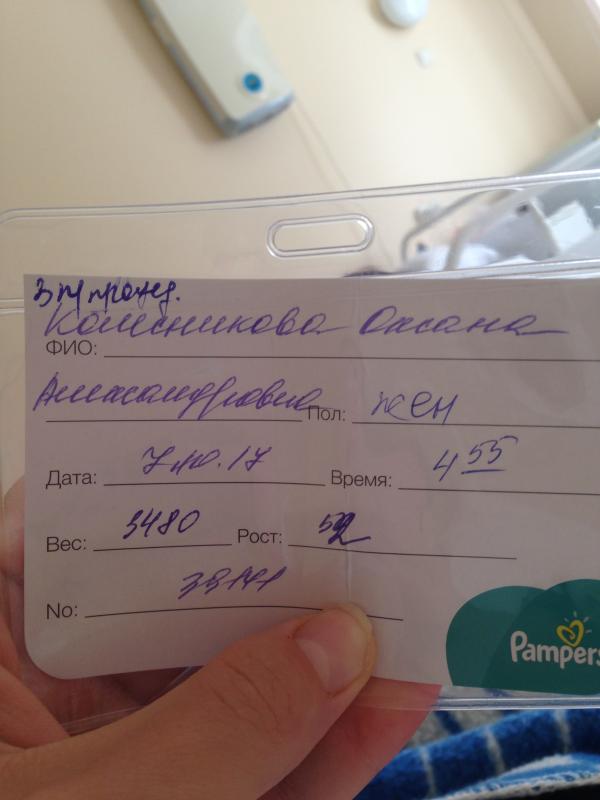 Колесникова Оксана
ФИО:
Александровна Пол: жен
Дата: 7.10.17 Время: 4 55
Вес: 3480 Рост: 52
No:
Pampers